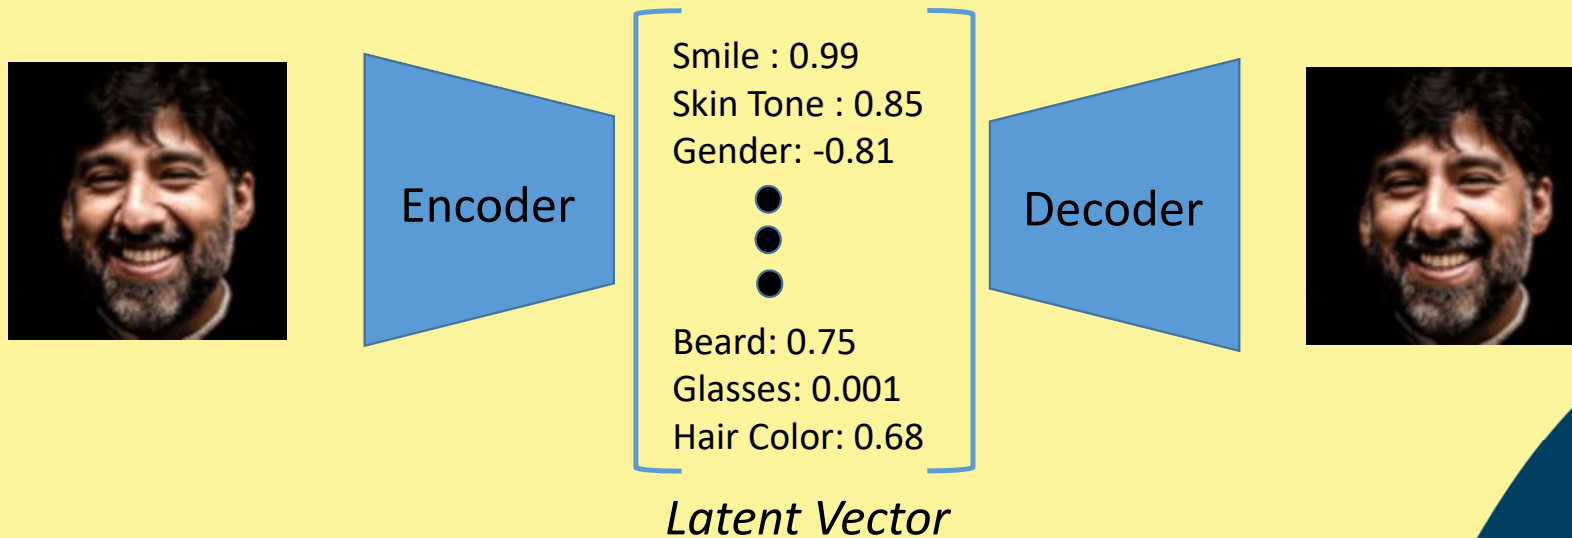 Encoder
Smile : 0.99
Skin Tone : 0.85
Gender: -0.81
Beard: 0.75
Glasses: 0.001
Hair Color: 0.68
Latent Vector
Decoder